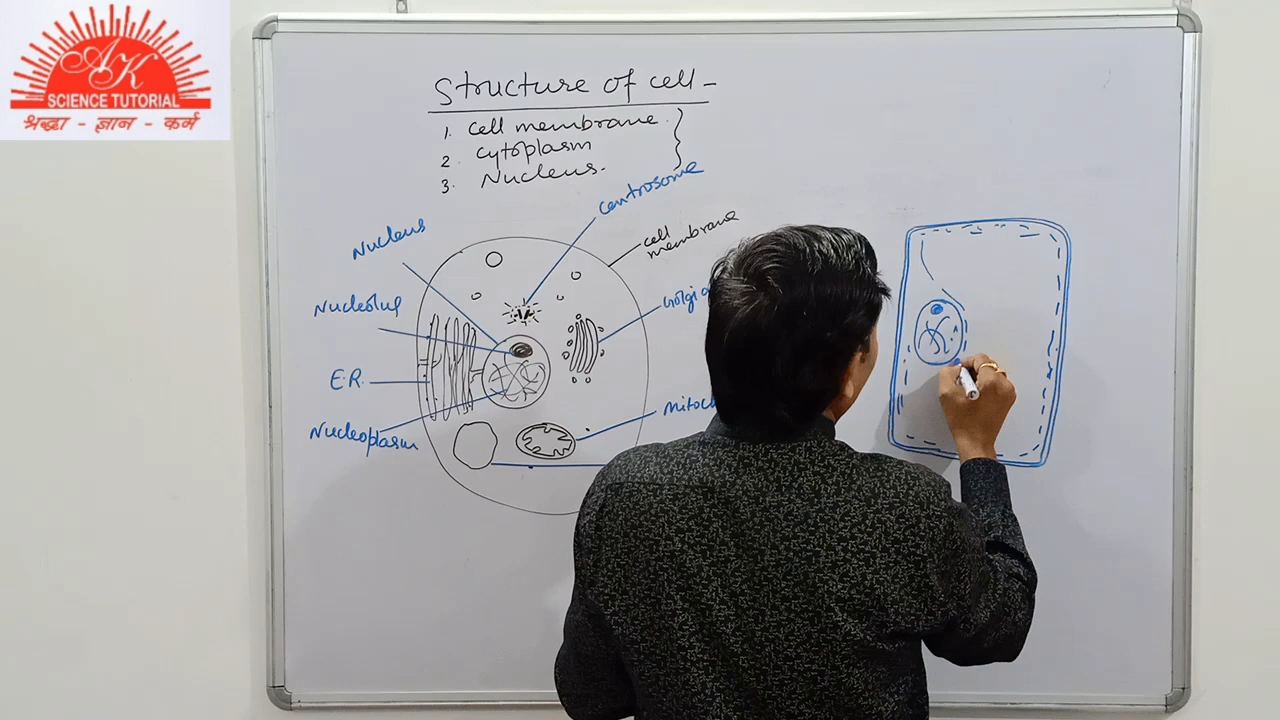 AK
SCIENCE TUTORIAL
श्रद्धा - ज्ञान - कर्म
Structure of cell -
1. Cell membrane
2. Cytoplasm
3. Nucleus.
Centrosome
Nucleus
cell
membrane
Nucleolus
Golgi
E.R.
Nucleoplasm